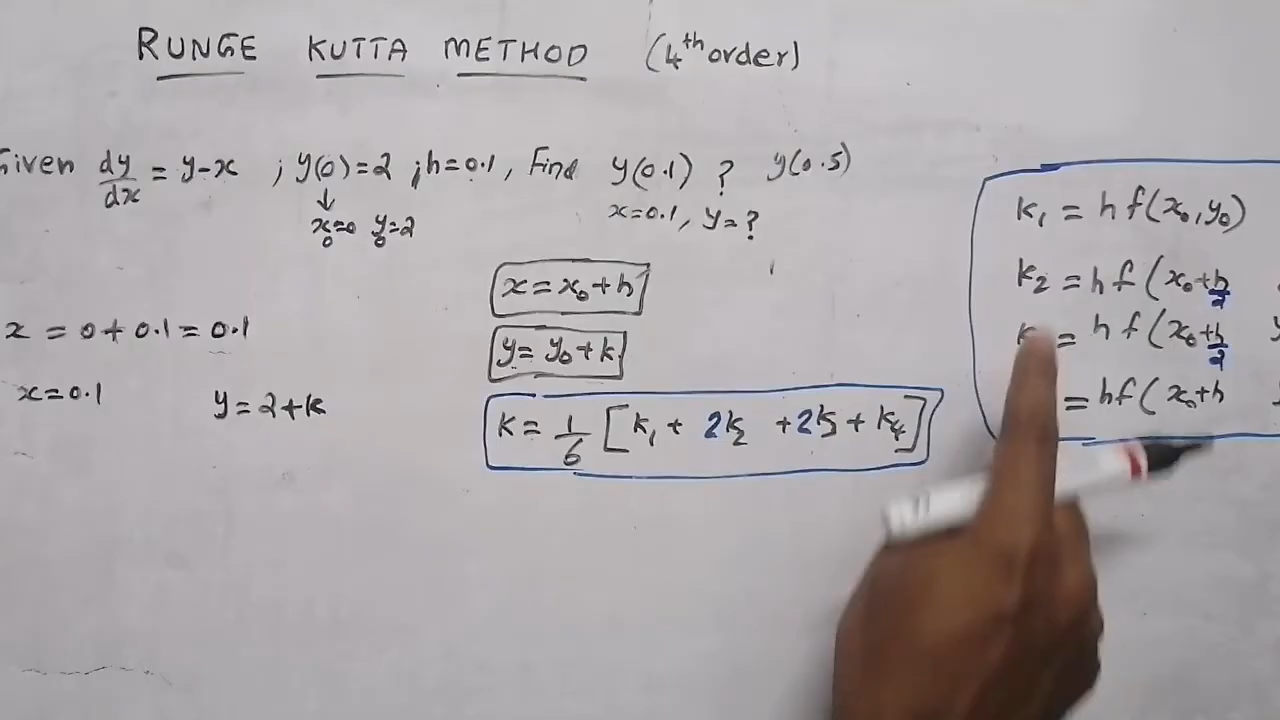 RUNGE KUTTA METHOD (4th order)
Given dy/dx = y-x ; y(0)=2 ; h=0.1, Find y(0.1) ? y(0.5)
↓
x₀=0 y₀=2
x=0.1, y=?
x = x₀+h
y = y₀+k
k = 1/6 [k₁ + 2k₂ + 2k₃ + k₄]
x = 0+0.1 = 0.1
x=0.1 y=2+k
k₁ = hf(x₀,y₀)
k₂ = hf(x₀+h/2
= hf(x₀+h/2 y
= hf(x₀+h